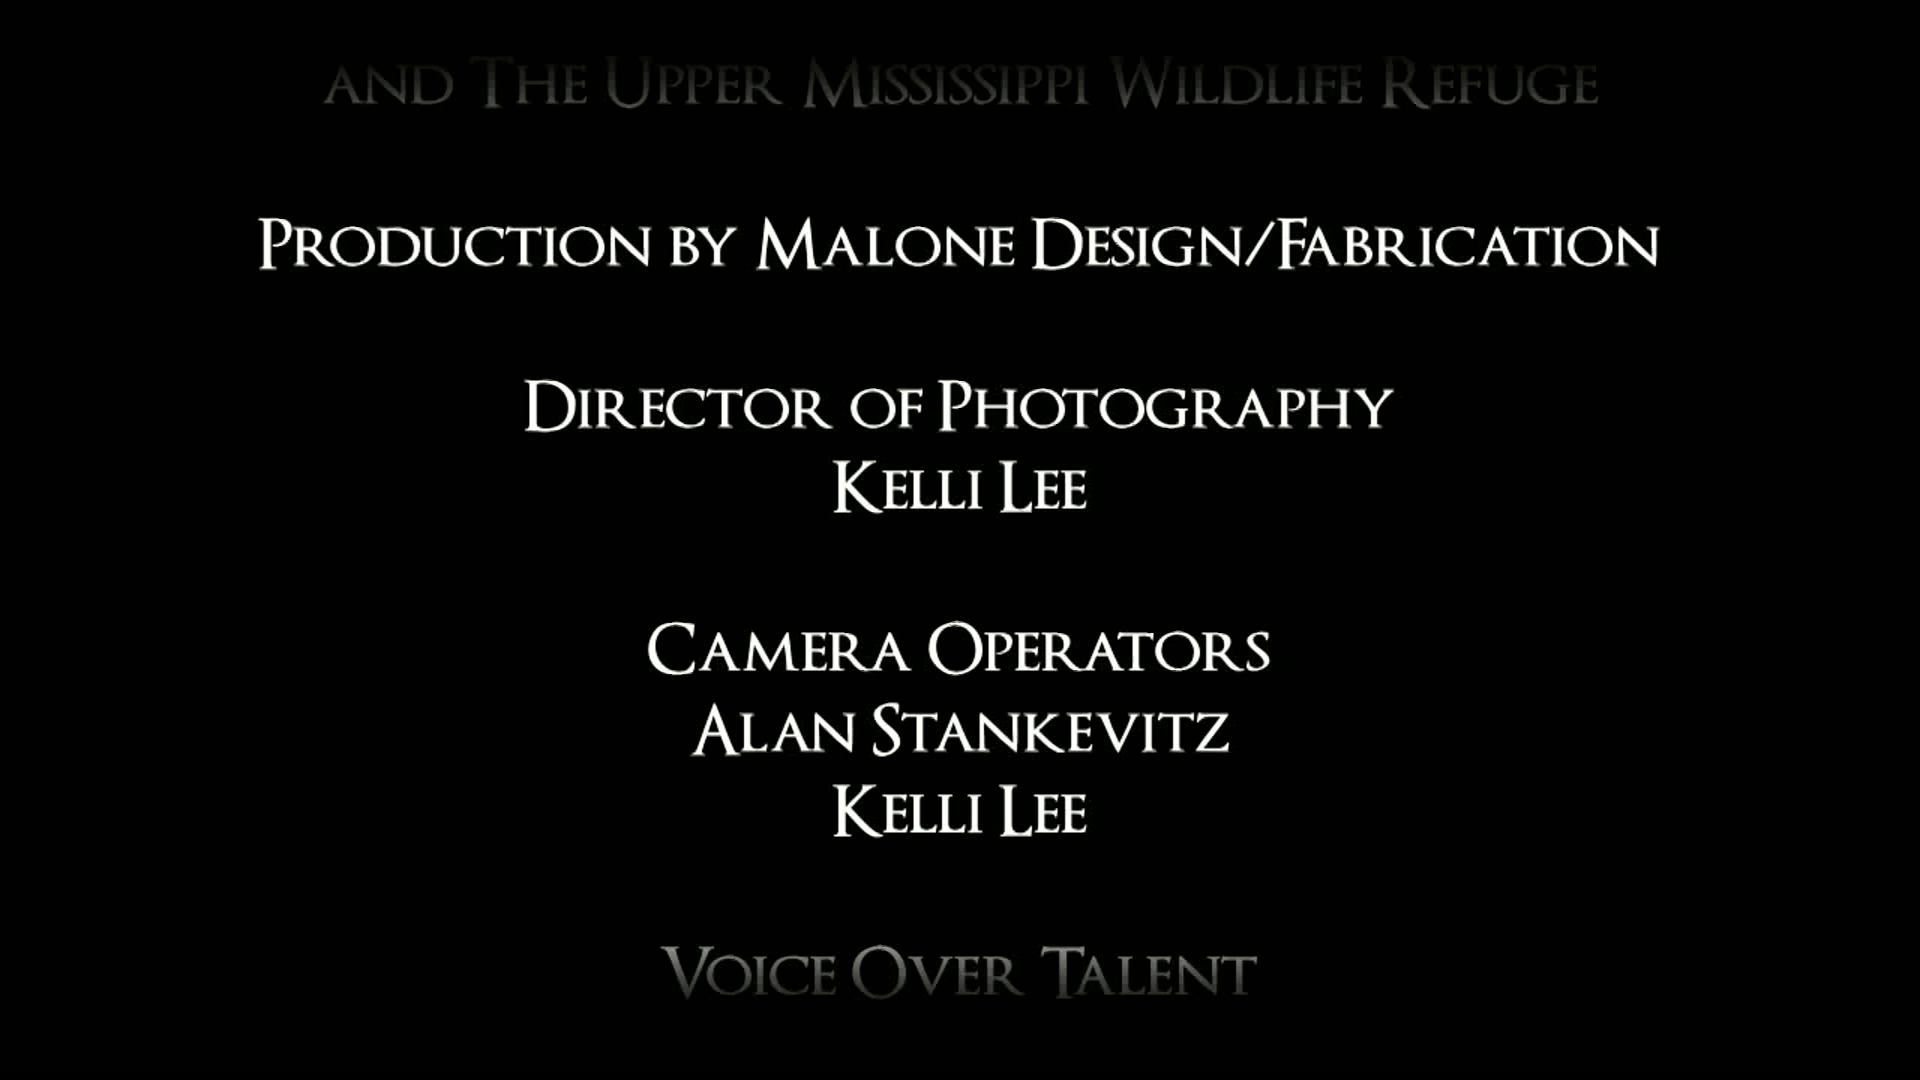 and The Upper Mississippi Wildlife Refuge
Production by Malone Design/Fabrication
Director of Photography
Kelli Lee
Camera Operators
Alan Stankevitz
Kelli Lee
Voice Over Talent